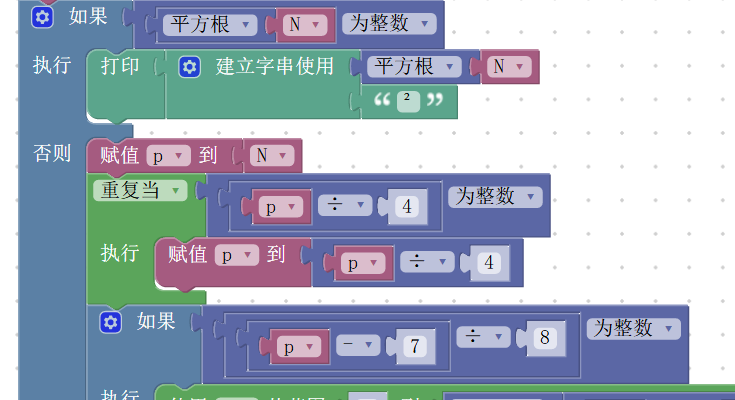 如果 平方根 N 为整数
执行 打印 建立字串使用 平方根 N
“ ² ”
否则 赋值 p 到 N
重复当 p ÷ 4 为整数
执行 赋值 p 到 p ÷ 4
如果 p - 7 ÷ 8 为整数
执行